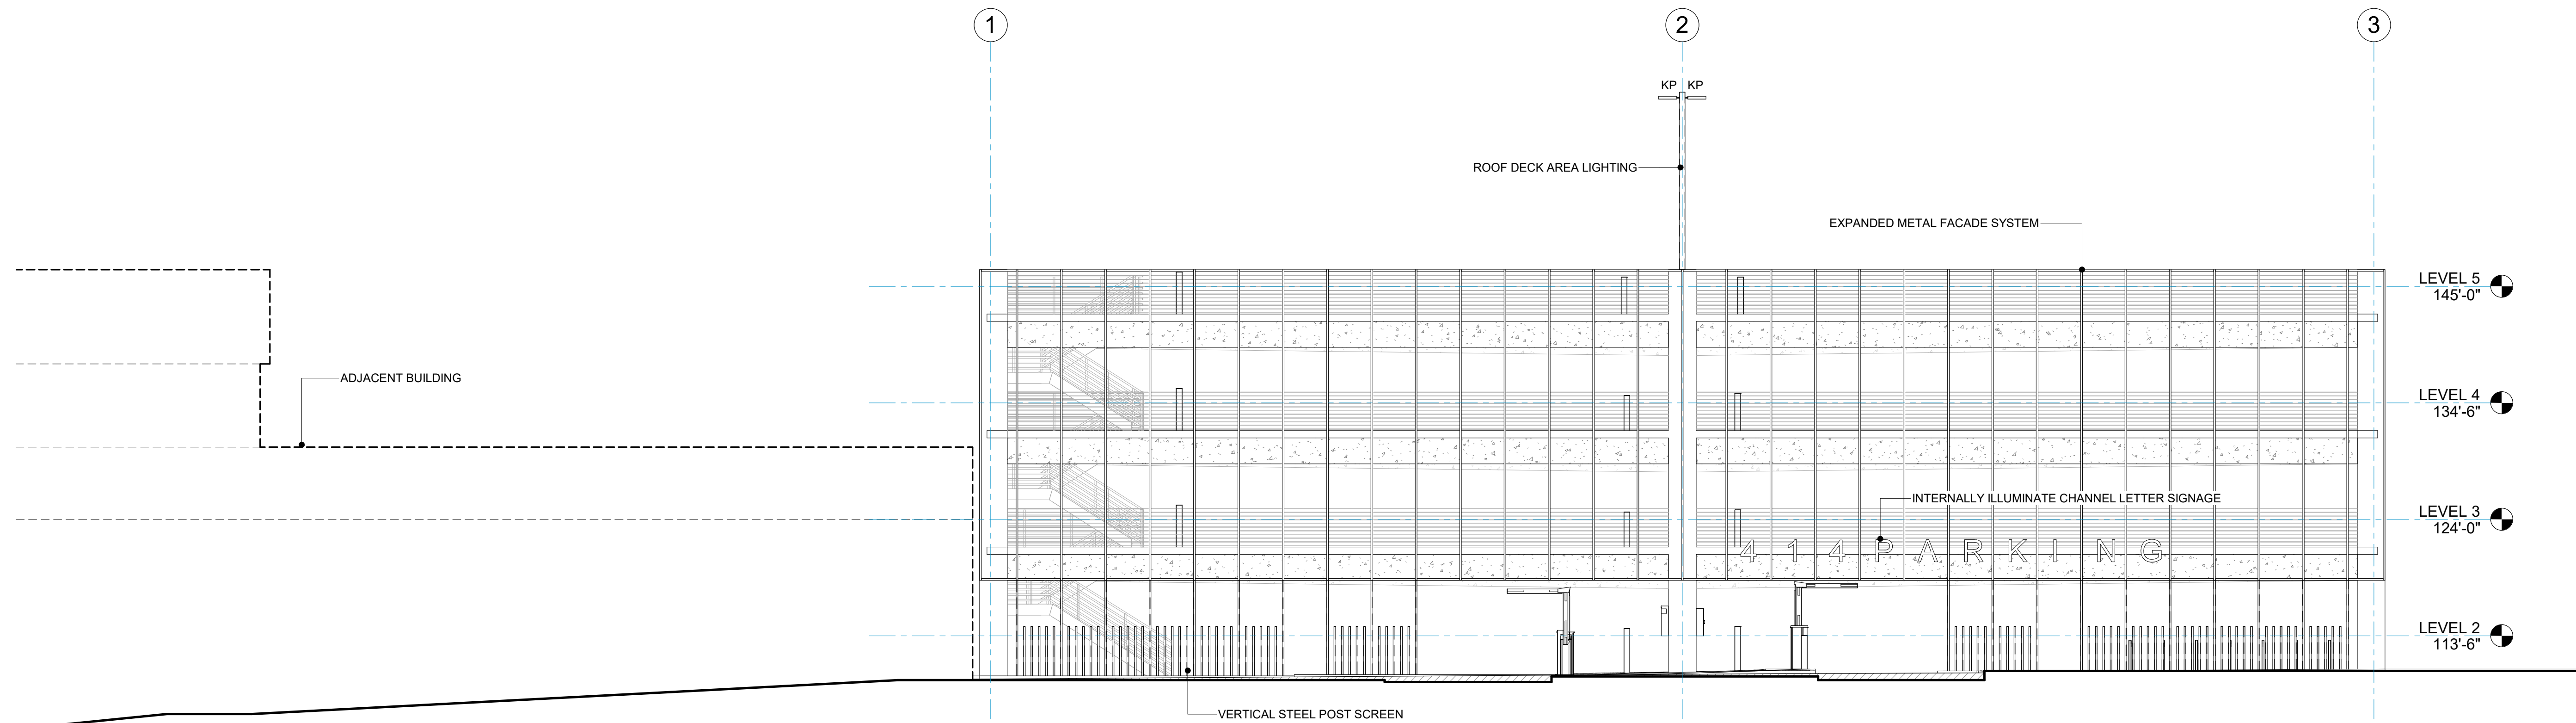 1
2
3
KP KP
ROOF DECK AREA LIGHTING
EXPANDED METAL FACADE SYSTEM
LEVEL 5
145'-0"
ADJACENT BUILDING
LEVEL 4
134'-6"
INTERNALLY ILLUMINATE CHANNEL LETTER SIGNAGE
LEVEL 3
124'-0"
414PARKING
LEVEL 2
113'-6"
VERTICAL STEEL POST SCREEN